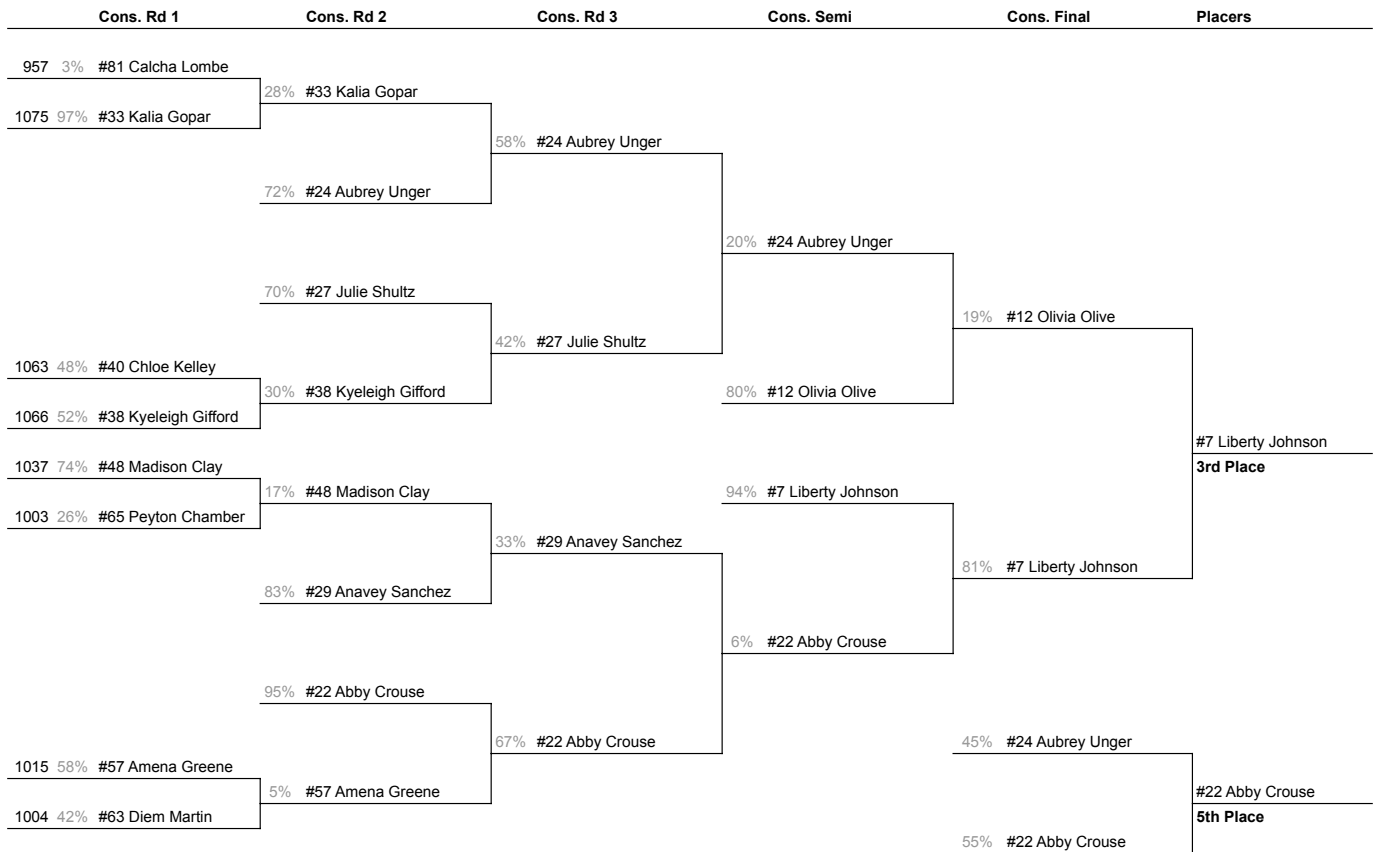 Cons. Rd 1 Cons. Rd 2 Cons. Rd 3 Cons. Semi Cons. Final Placers
957 3% #81 Calcha Lombe
28% #33 Kalia Gopar
1075 97% #33 Kalia Gopar
58% #24 Aubrey Unger
72% #24 Aubrey Unger
20% #24 Aubrey Unger
70% #27 Julie Shultz
19% #12 Olivia Olive
42% #27 Julie Shultz
1063 48% #40 Chloe Kelley
30% #38 Kyeleigh Gifford 80% #12 Olivia Olive
1066 52% #38 Kyeleigh Gifford
#7 Liberty Johnson
1037 74% #48 Madison Clay 3rd Place
17% #48 Madison Clay 94% #7 Liberty Johnson
1003 26% #65 Peyton Chamber
33% #29 Anavey Sanchez
81% #7 Liberty Johnson
83% #29 Anavey Sanchez
6% #22 Abby Crouse
95% #22 Abby Crouse
67% #22 Abby Crouse 45% #24 Aubrey Unger
1015 58% #57 Amena Greene
5% #57 Amena Greene #22 Abby Crouse
1004 42% #63 Diem Martin 5th Place
55% #22 Abby Crouse